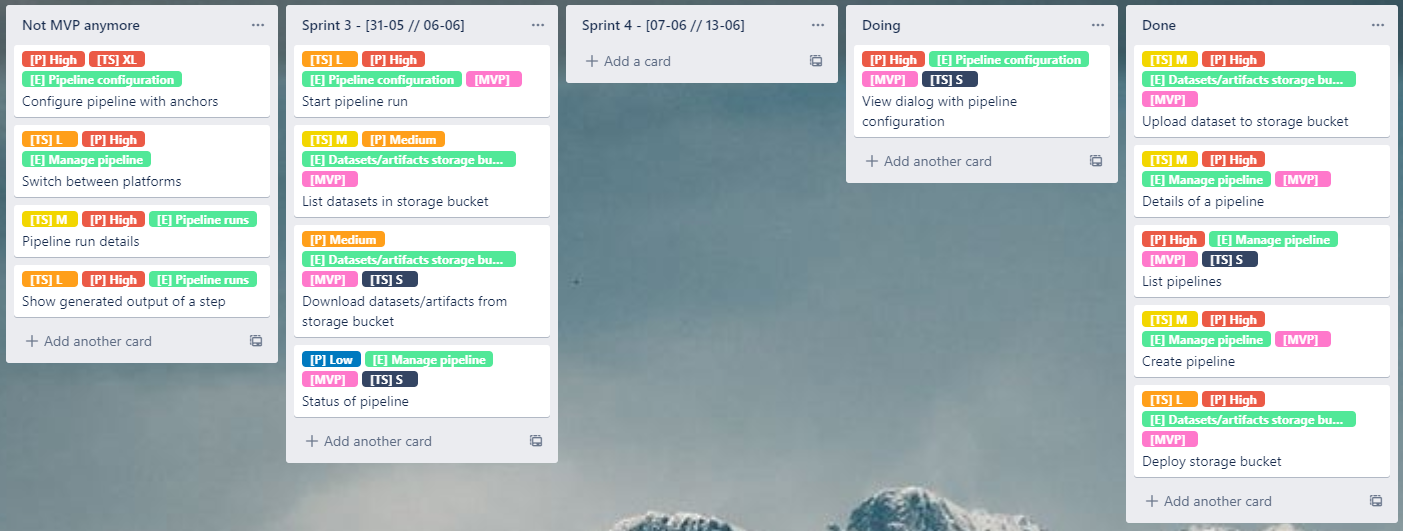 Not MVP anymore
[P] High [TS] XL
[E] Pipeline configuration
Configure pipeline with anchors
[TS] L [P] High
[E] Manage pipeline
Switch between platforms
[TS] M [P] High [E] Pipeline runs
Pipeline run details
[TS] L [P] High [E] Pipeline runs
Show generated output of a step
+ Add another card
Sprint 3 - [31-05 // 06-06]
[TS] L [P] High
[E] Pipeline configuration [MVP]
Start pipeline run
[TS] M [P] Medium
[E] Datasets/artifacts storage bu...
[MVP]
List datasets in storage bucket
[P] Medium
[E] Datasets/artifacts storage bu...
[MVP] [TS] S
Download datasets/artifacts from
storage bucket
[P] Low [E] Manage pipeline
[MVP] [TS] S
Status of pipeline
+ Add another card
Sprint 4 - [07-06 // 13-06]
+ Add a card
Doing
[P] High [E] Pipeline configuration
[MVP] [TS] S
View dialog with pipeline
configuration
+ Add another card
Done
[TS] M [P] High
[E] Datasets/artifacts storage bu...
[MVP]
Upload dataset to storage bucket
[TS] M [P] High
[E] Manage pipeline [MVP]
Details of a pipeline
[P] High [E] Manage pipeline
[MVP] [TS] S
List pipelines
[TS] M [P] High
[E] Manage pipeline [MVP]
Create pipeline
[TS] L [P] High
[E] Datasets/artifacts storage bu...
[MVP]
Deploy storage bucket
+ Add another card